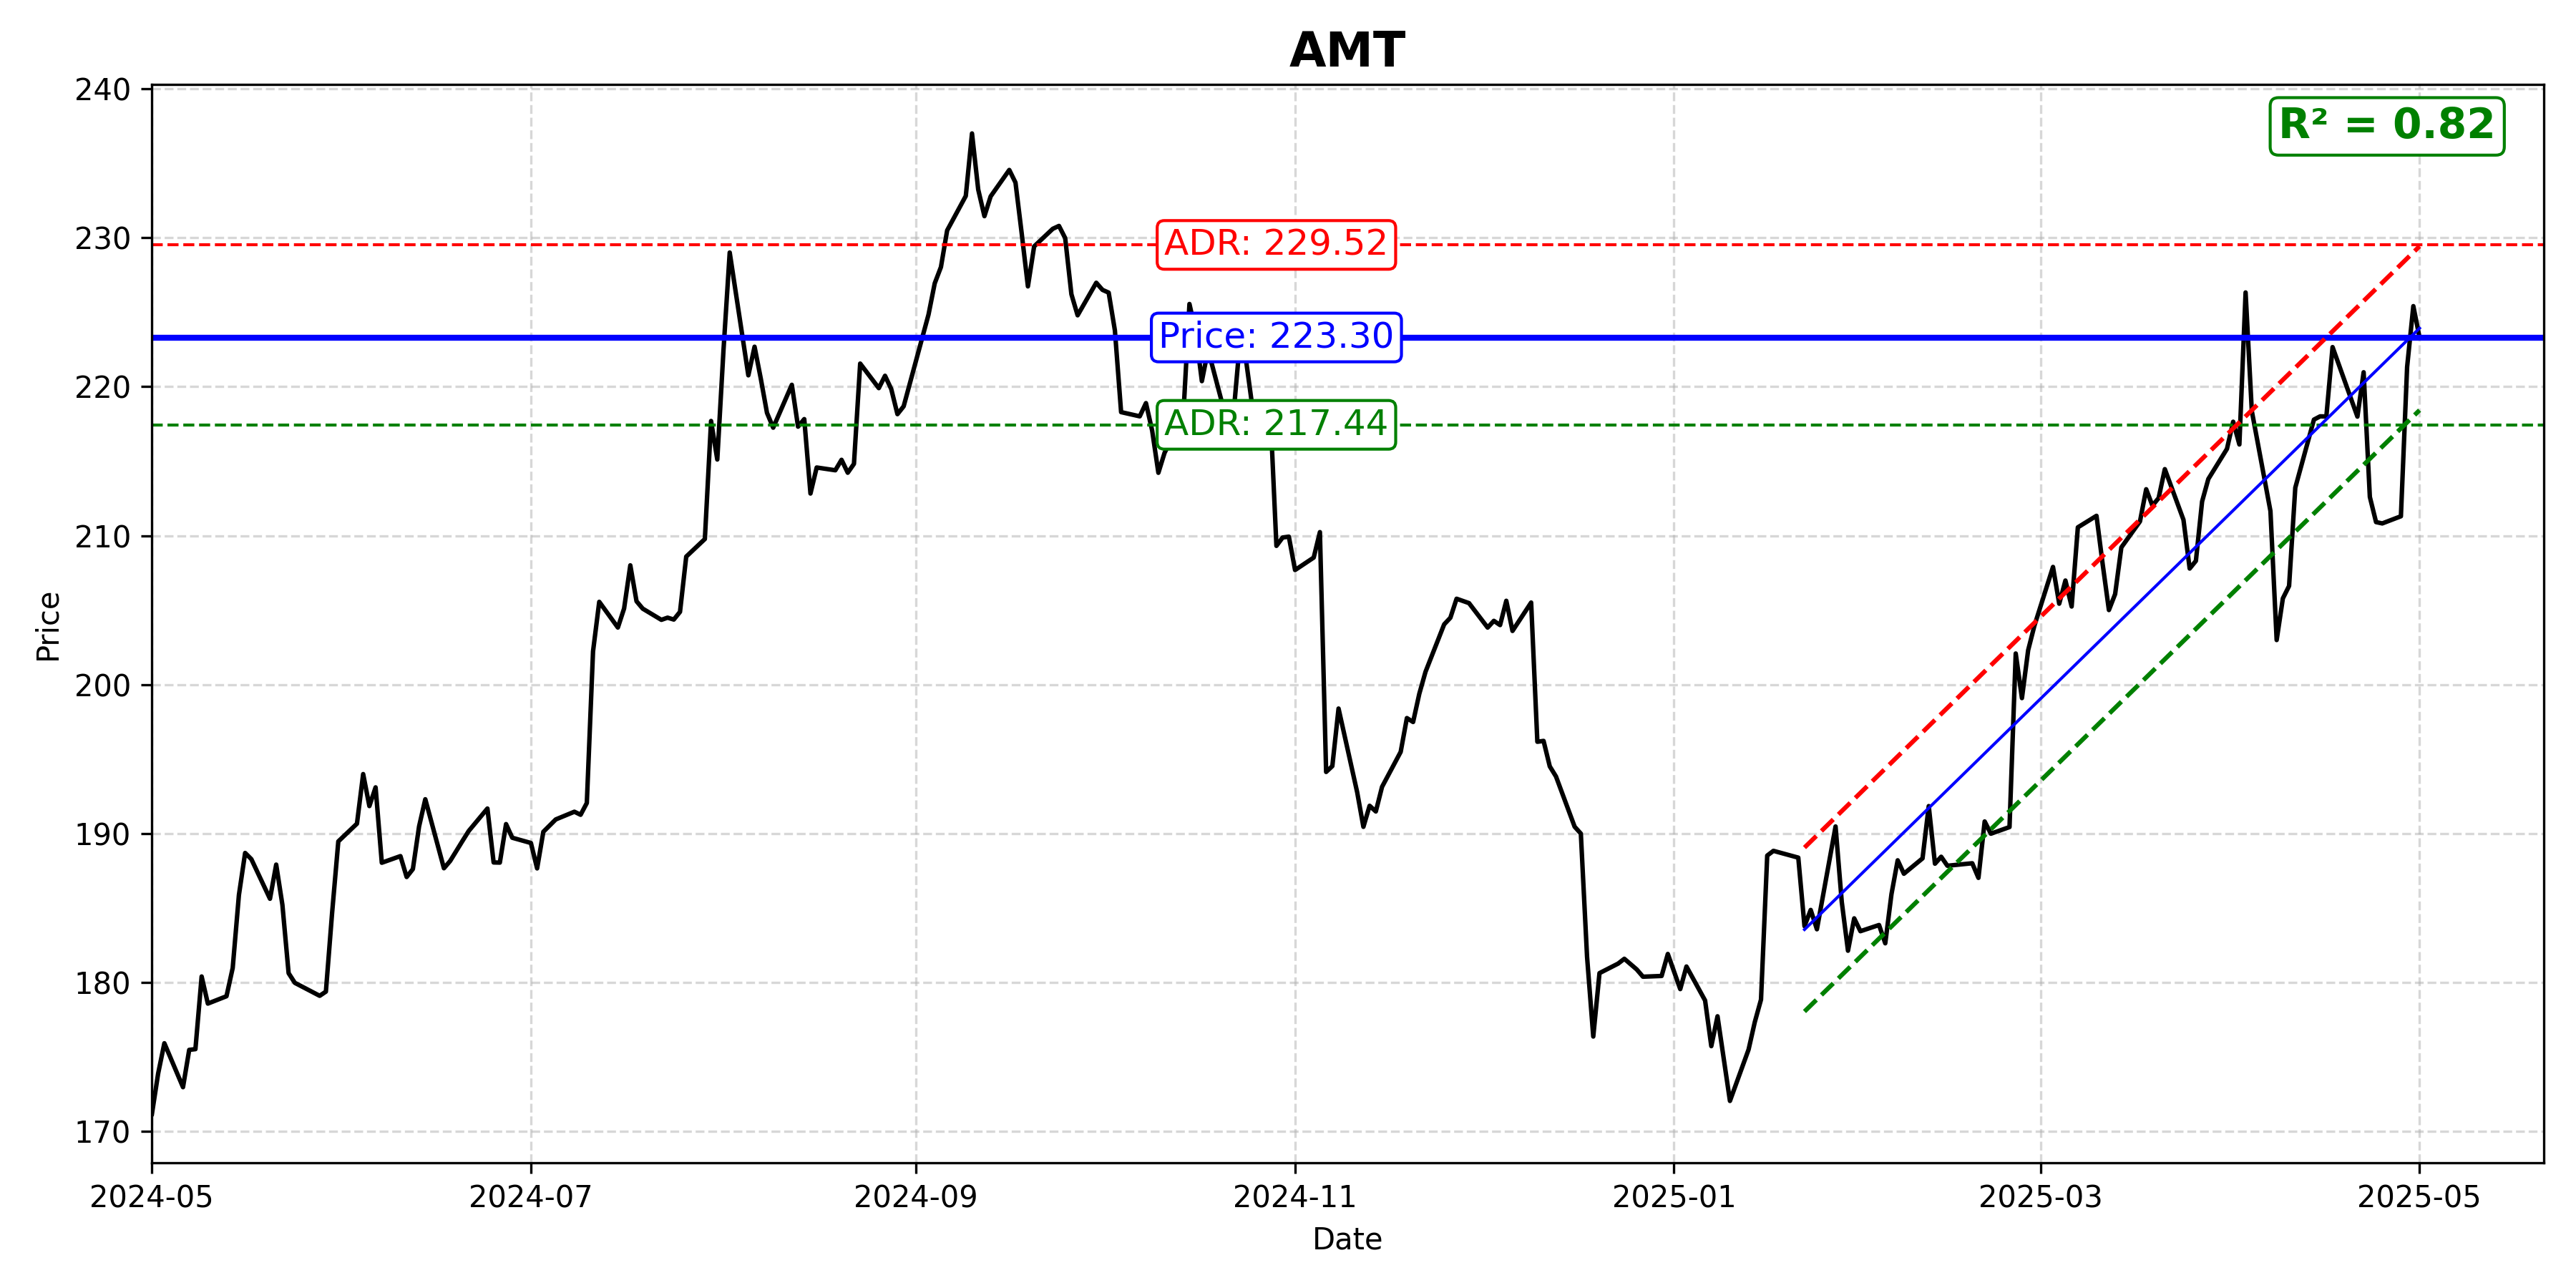 AMT
240
R² = 0.82
230
ADR: 229.52
Price: 223.30
220
ADR: 217.44
210
Price
200
190
180
170
2024-05
2024-07
2024-09
2024-11
2025-01
2025-03
2025-05
Date